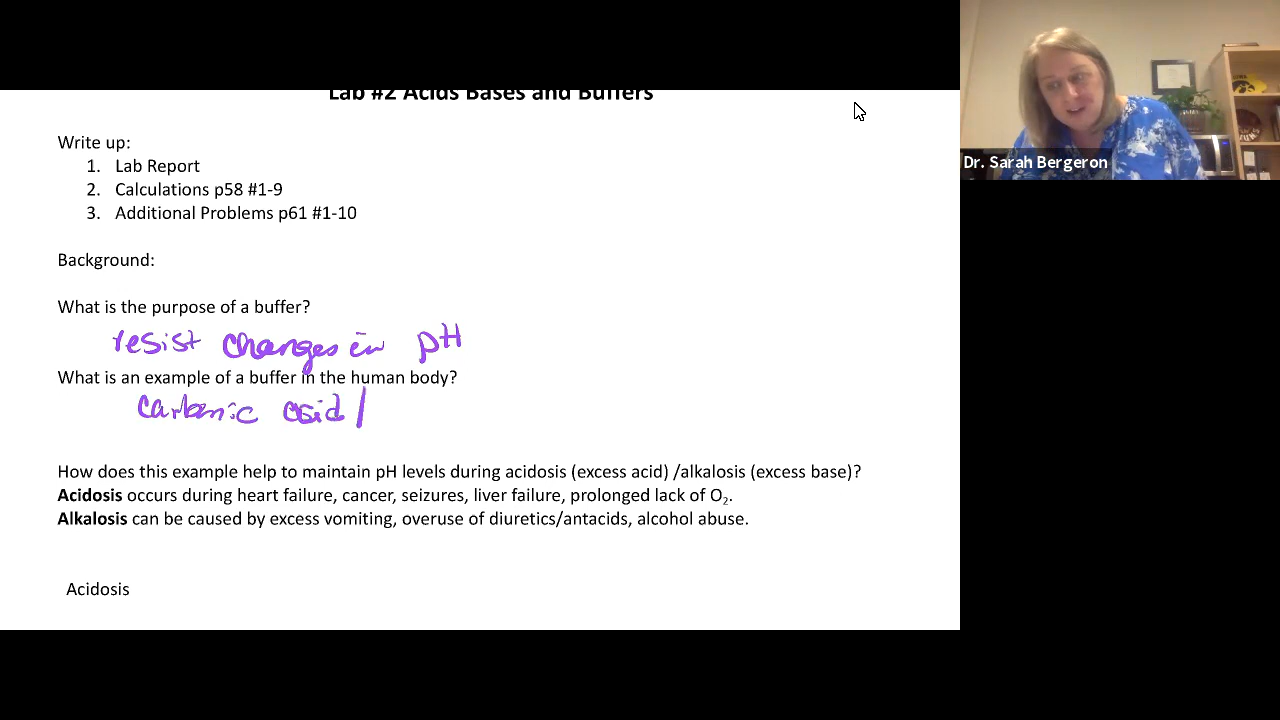 Lab #2 Acids Bases and Buffers
Write up:
1. Lab Report
2. Calculations p58 #1-9
3. Additional Problems p61 #1-10
Background:
What is the purpose of a buffer?
resist changes in pH
What is an example of a buffer in the human body?
carbonic acid /
How does this example help to maintain pH levels during acidosis (excess acid) /alkalosis (excess base)?
Acidosis occurs during heart failure, cancer, seizures, liver failure, prolonged lack of O₂.
Alkalosis can be caused by excess vomiting, overuse of diuretics/antacids, alcohol abuse.
Acidosis
IOWA
Dr. Sarah Bergeron